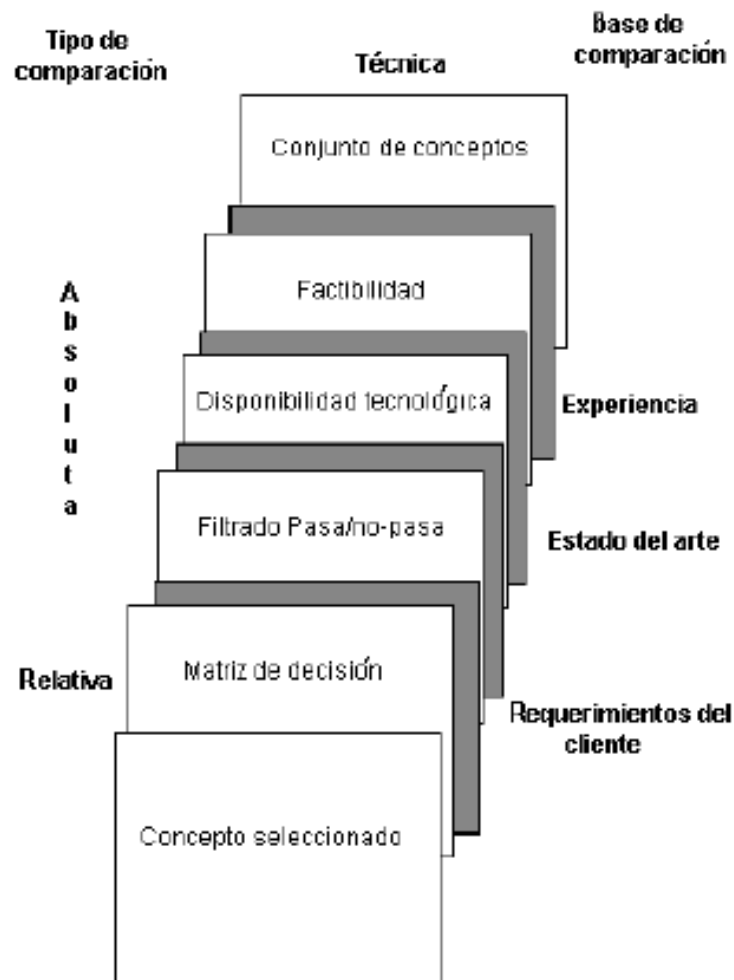 Tipo de
comparación
Técnica
Base de
comparación
Conjunto de conceptos
Factibilidad
Absoluta
Disponibilidad tecnológica
Experiencia
Filtrado Pasa/no-pasa
Estado del arte
Relativa
Matriz de decisión
Requerimientos del
cliente
Concepto seleccionado